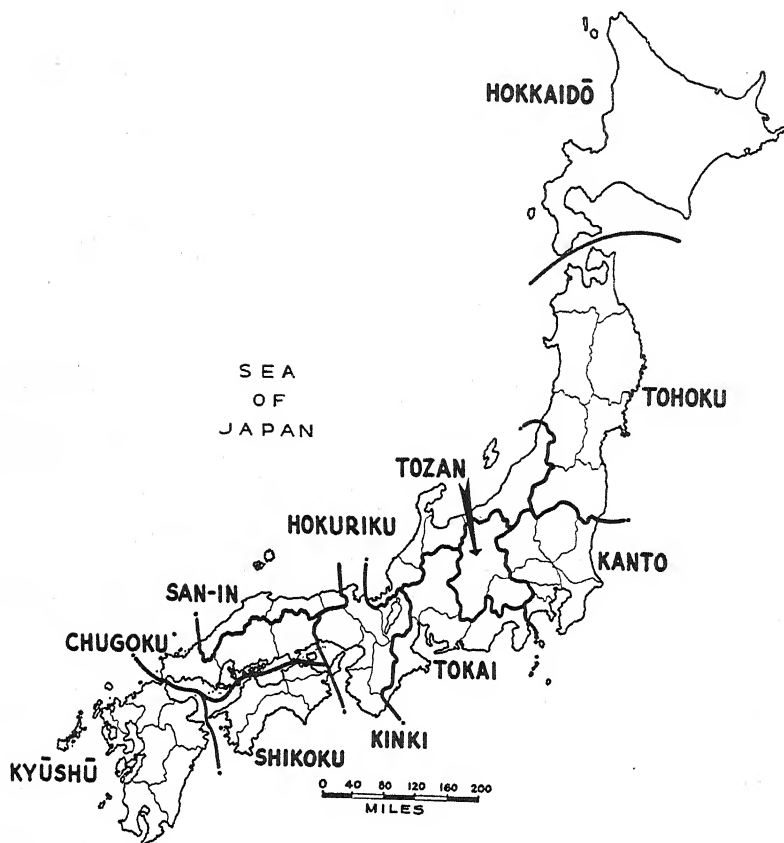 HOKKAIDŌ
SEA
OF
JAPAN
TOHOKU
TOZAN
HOKURIKU
KANTO
SAN-IN
CHUGOKU
TOKAI
KINKI
SHIKOKU
KYŪSHŪ
0 40 80 120 160 200
MILES